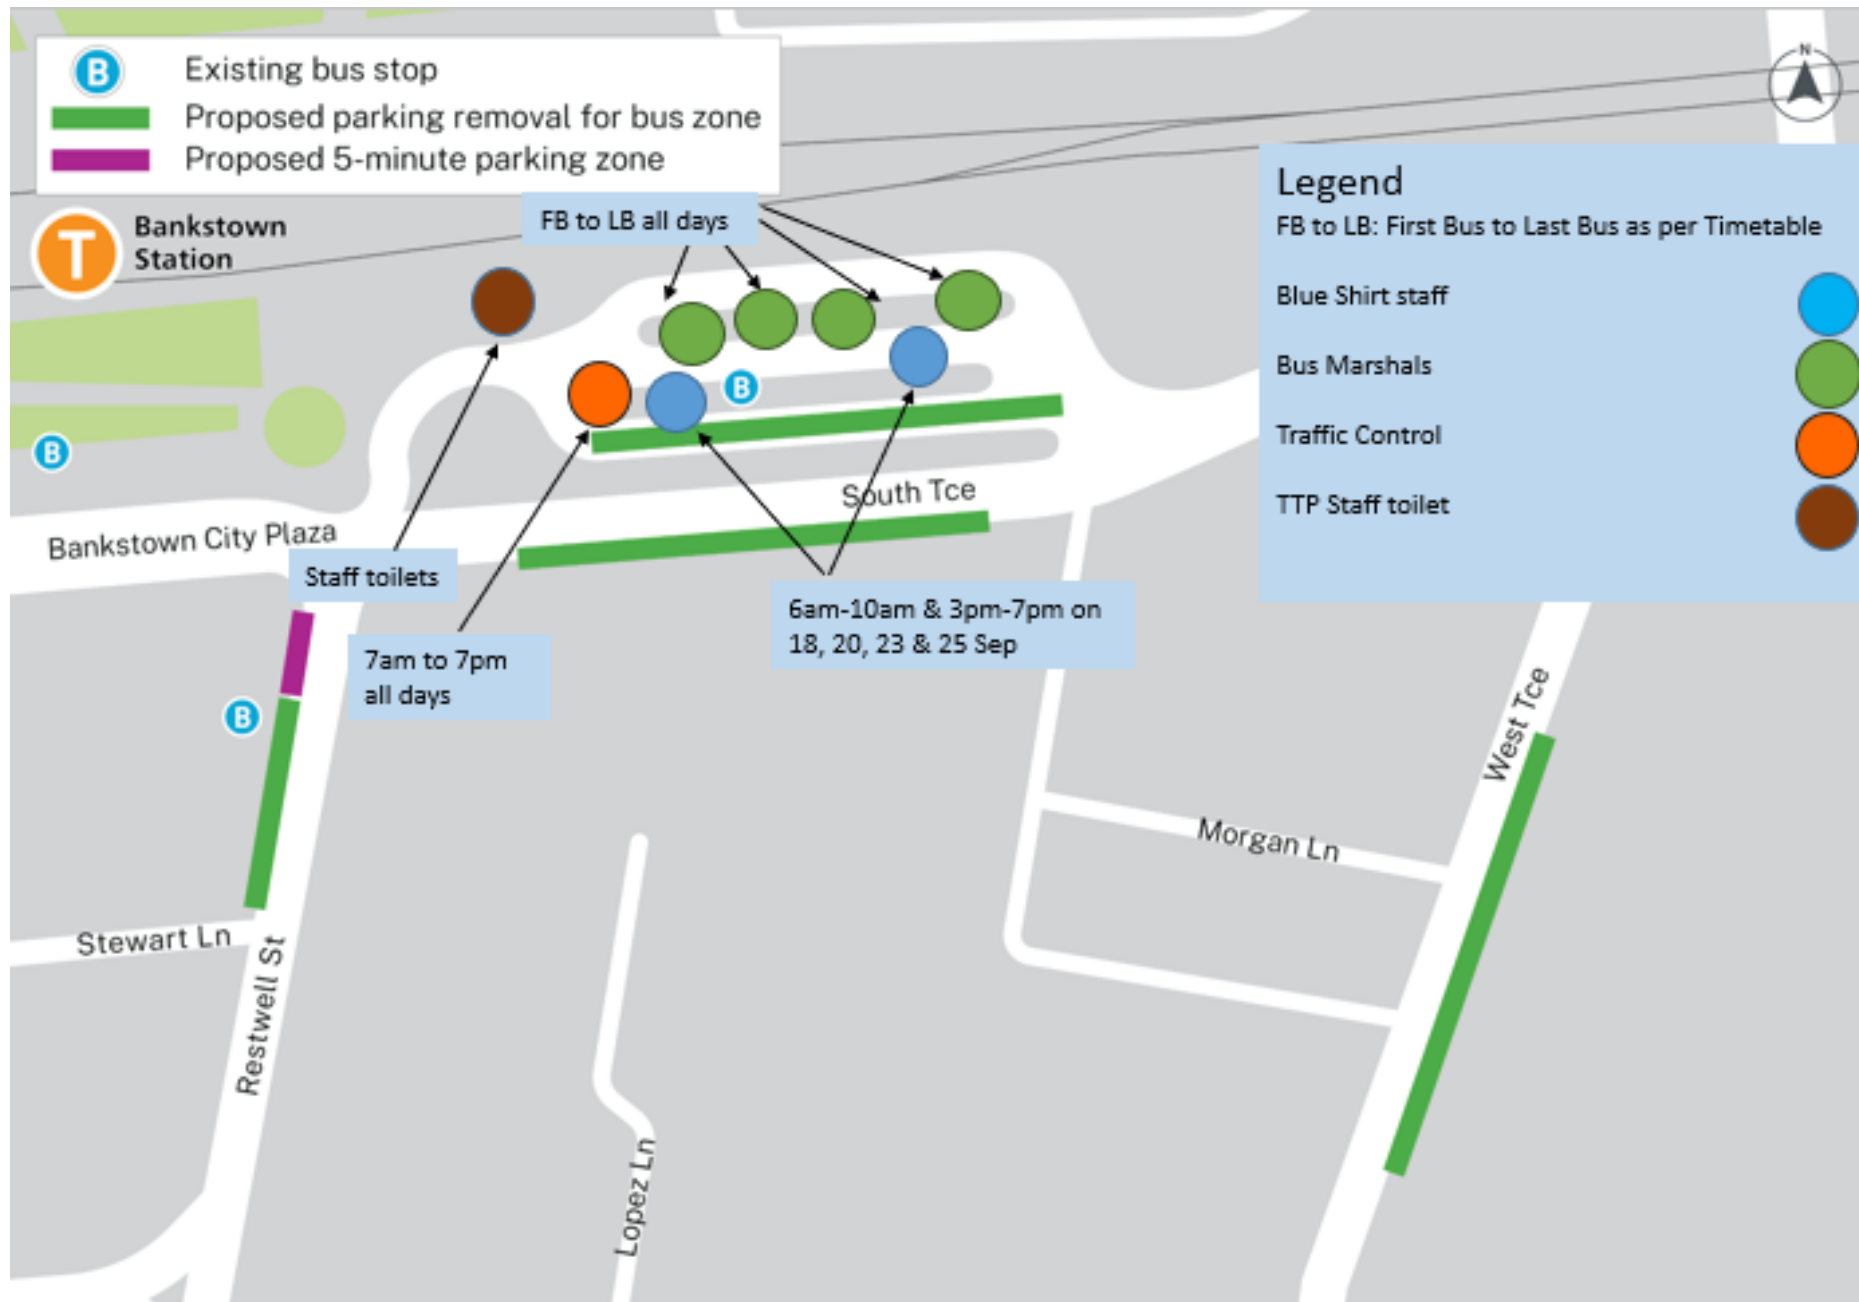 B
Existing bus stop
Proposed parking removal for bus zone
Proposed 5-minute parking zone
N
T
Bankstown
Station
FB to LB all days
Legend
FB to LB: First Bus to Last Bus as per Timetable
Blue Shirt staff
Bus Marshals
Traffic Control
TTP Staff toilet
B
B
South Tce
Bankstown City Plaza
Staff toilets
6am-10am & 3pm-7pm on
18, 20, 23 & 25 Sep
7am to 7pm
all days
B
West Tce
Morgan Ln
Stewart Ln
Restwell St
Lopez Ln